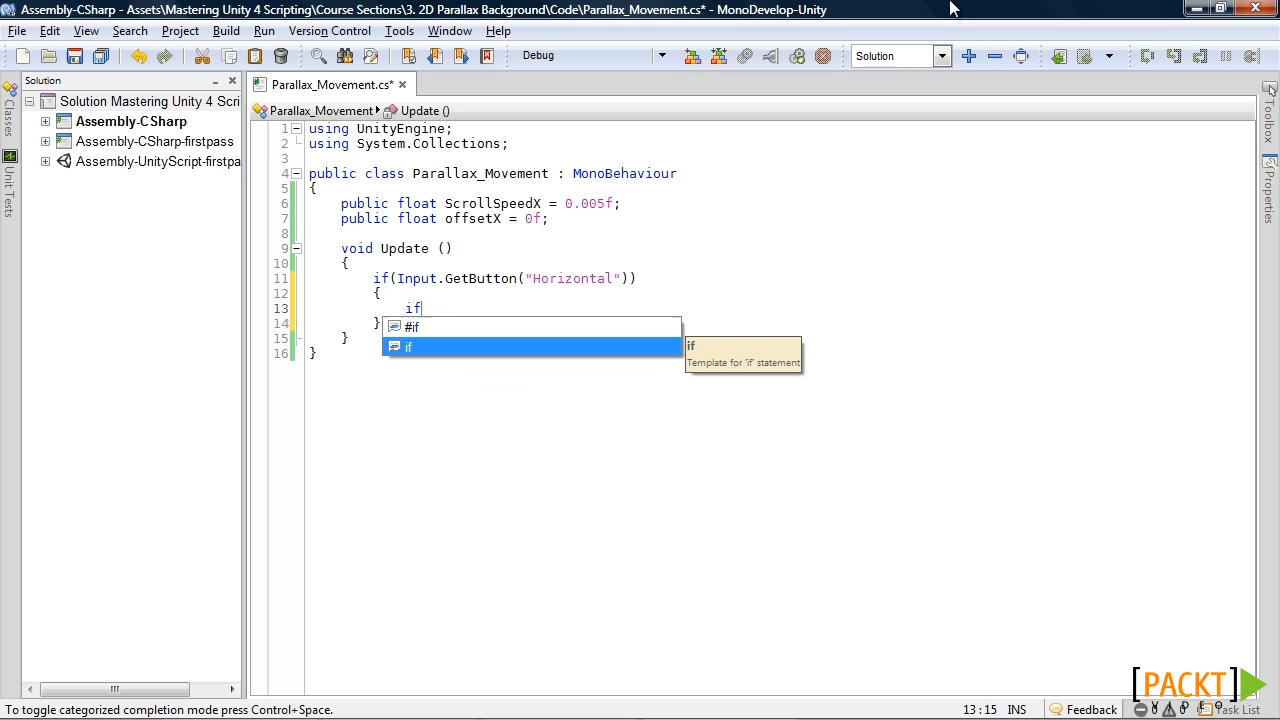 Assembly-CSharp - Assets\Mastering Unity 4 Scripting\Course Sections\3. 2D Parallax Background\Code\Parallax_Movement.cs* - MonoDevelop-Unity
File Edit View Search Project Build Run Version Control Tools Window Help
Debug Solution
Solution
Parallax_Movement.cs*
Solution Mastering Unity 4 Scri
Assembly-CSharp
Assembly-CSharp-firstpass
Assembly-UnityScript-firstpa
Classes
Unit Tests
Parallax_Movement Update ()
1 using UnityEngine;
2 using System.Collections;
3
4 public class Parallax_Movement : MonoBehaviour
5 {
6 public float ScrollSpeedX = 0.005f;
7 public float offsetX = 0f;
8
9 void Update ()
10 {
11 if(Input.GetButton("Horizontal"))
12 {
13 if
14 }
15 }
16 }
#if
if
if
Template for 'if' statement
Toolbox
Properties
[PACKT]
VIDEO
To toggle categorized completion mode press Control+Space.
13 : 15 INS
Feedback
0 0 Task List